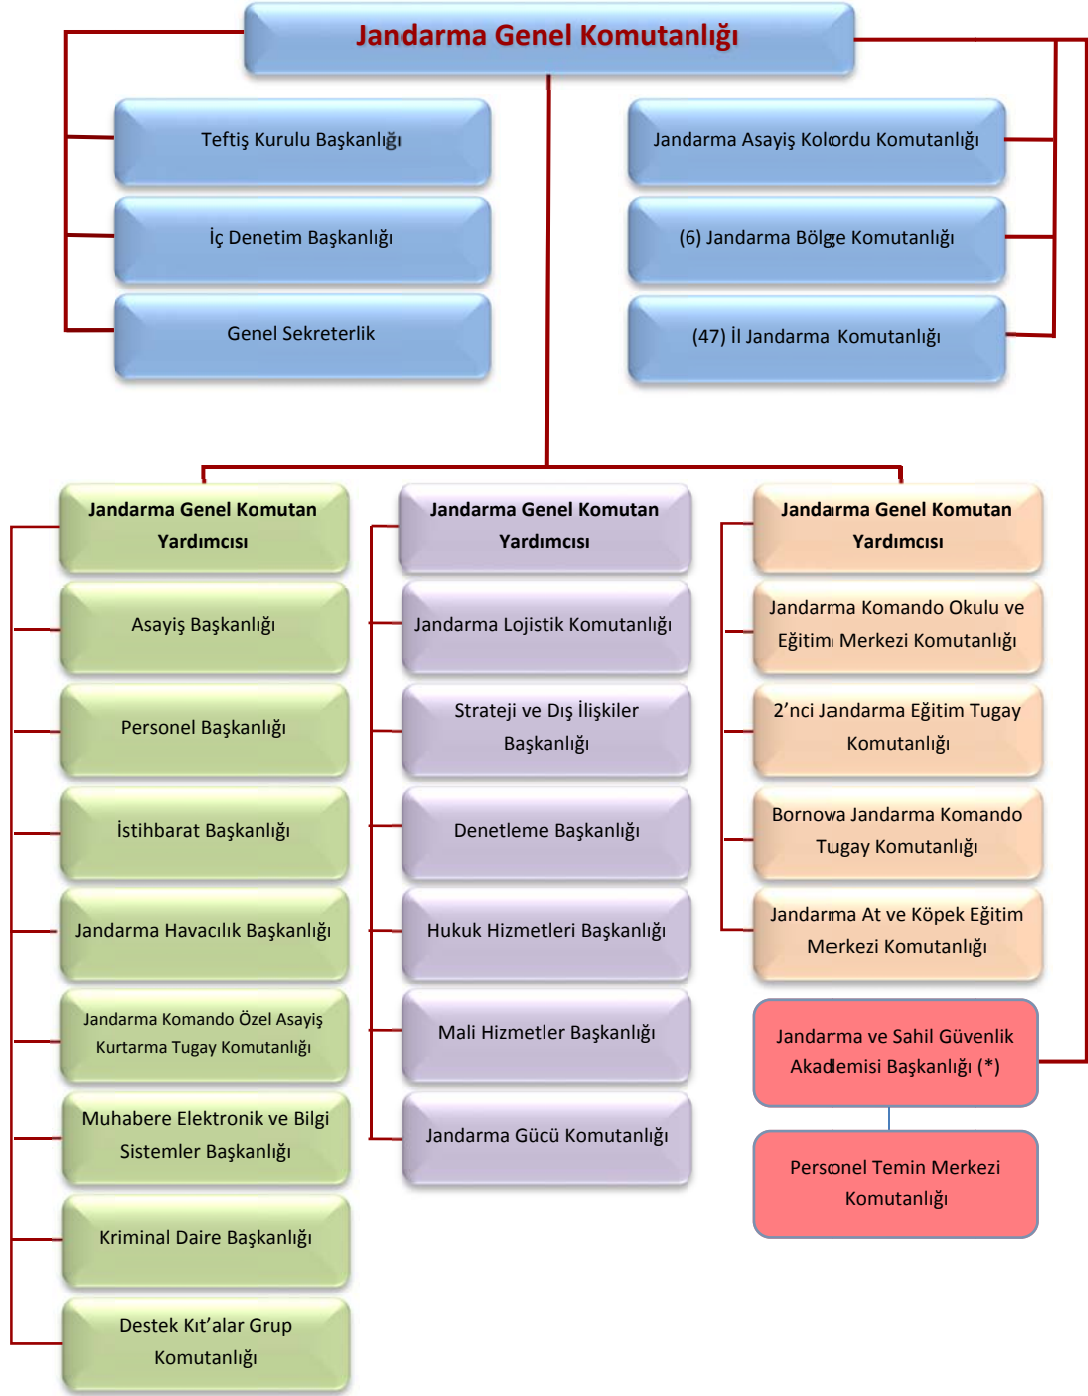 Jandarma Genel Komutanlığı
Teftiş Kurulu Başkanlığı
İç Denetim Başkanlığı
Genel Sekreterlik
Jandarma Asayiş Kolordu Komutanlığı
(6) Jandarma Bölge Komutanlığı
(47) İl Jandarma Komutanlığı
Jandarma Genel Komutan
Yardımcısı
Asayiş Başkanlığı
Personel Başkanlığı
İstihbarat Başkanlığı
Jandarma Havacılık Başkanlığı
Jandarma Komando Özel Asayiş
Kurtarma Tugay Komutanlığı
Muhabere Elektronik ve Bilgi
Sistemler Başkanlığı
Kriminal Daire Başkanlığı
Destek Kıt’alar Grup
Komutanlığı
Jandarma Genel Komutan
Yardımcısı
Jandarma Lojistik Komutanlığı
Strateji ve Dış İlişkiler
Başkanlığı
Denetleme Başkanlığı
Hukuk Hizmetleri Başkanlığı
Mali Hizmetler Başkanlığı
Jandarma Gücü Komutanlığı
Jandarma Genel Komutan
Yardımcısı
Jandarma Komando Okulu ve
Eğitim Merkezi Komutanlığı
2’nci Jandarma Eğitim Tugay
Komutanlığı
Bornova Jandarma Komando
Tugay Komutanlığı
Jandarma At ve Köpek Eğitim
Merkezi Komutanlığı
Jandarma ve Sahil Güvenlik
Akademisi Başkanlığı (*)
Personel Temin Merkezi
Komutanlığı